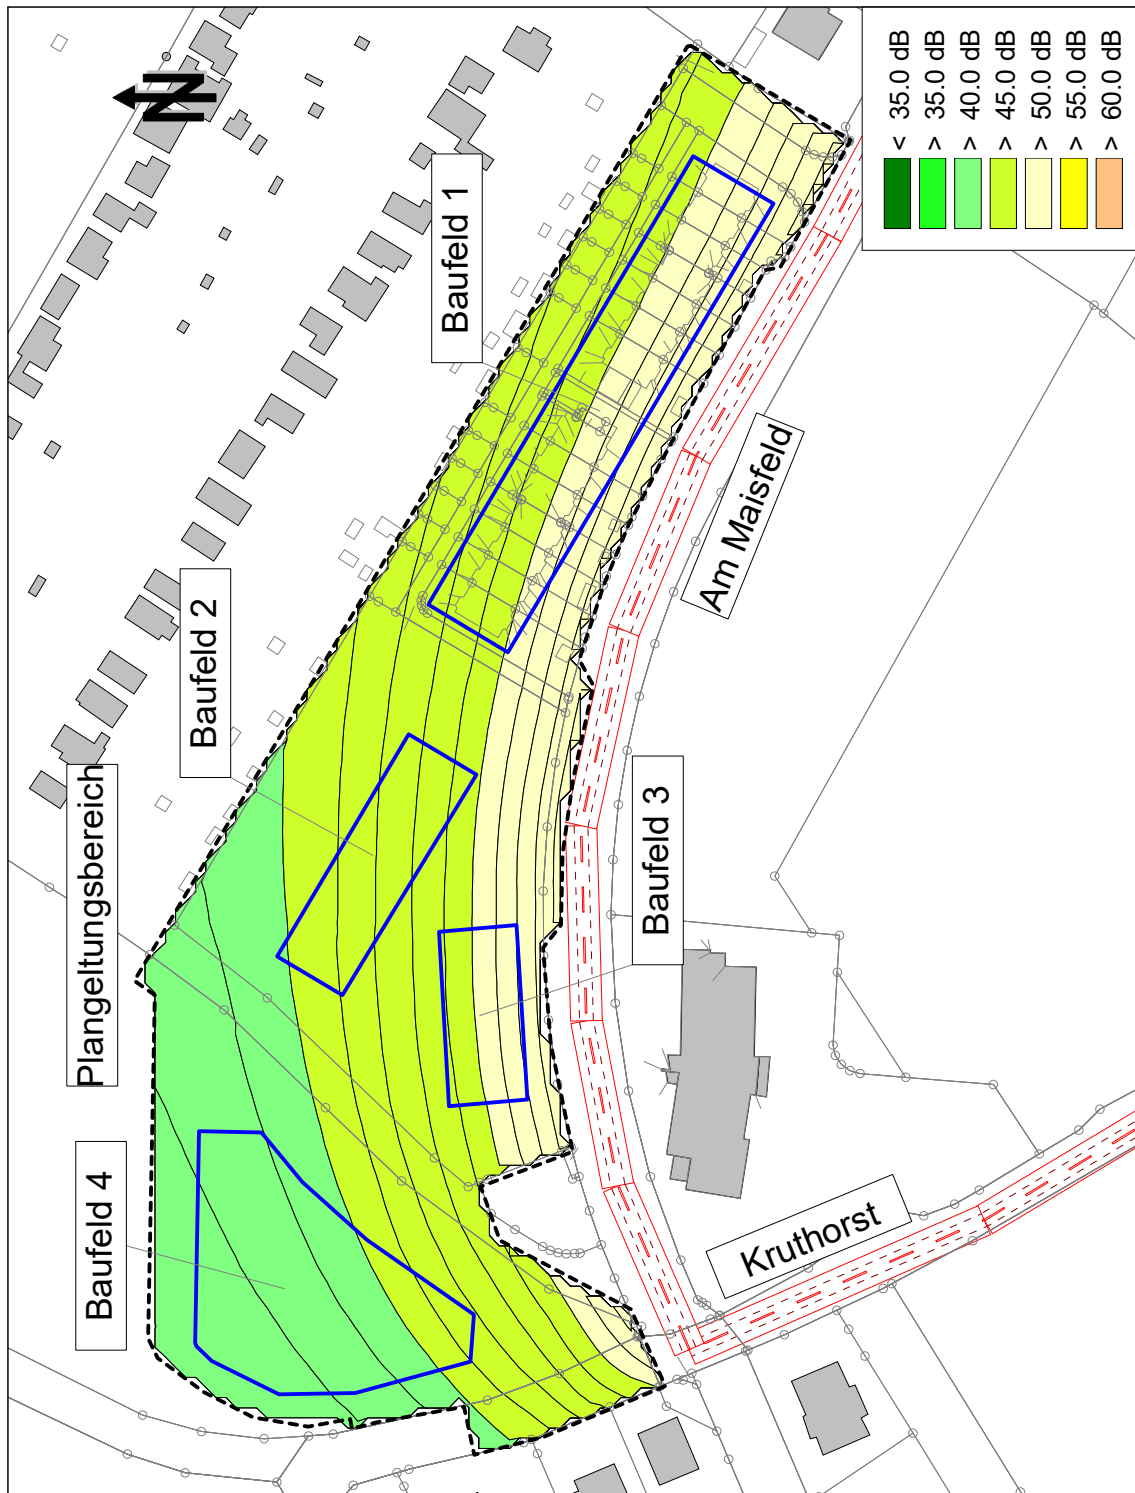 Plangeltungsbereich
Baufeld 4
Baufeld 2
Baufeld 1
Baufeld 3
Kruthorst
Am Maisfeld
N
< 35.0 dB
> 35.0 dB
> 40.0 dB
> 45.0 dB
> 50.0 dB
> 55.0 dB
> 60.0 dB